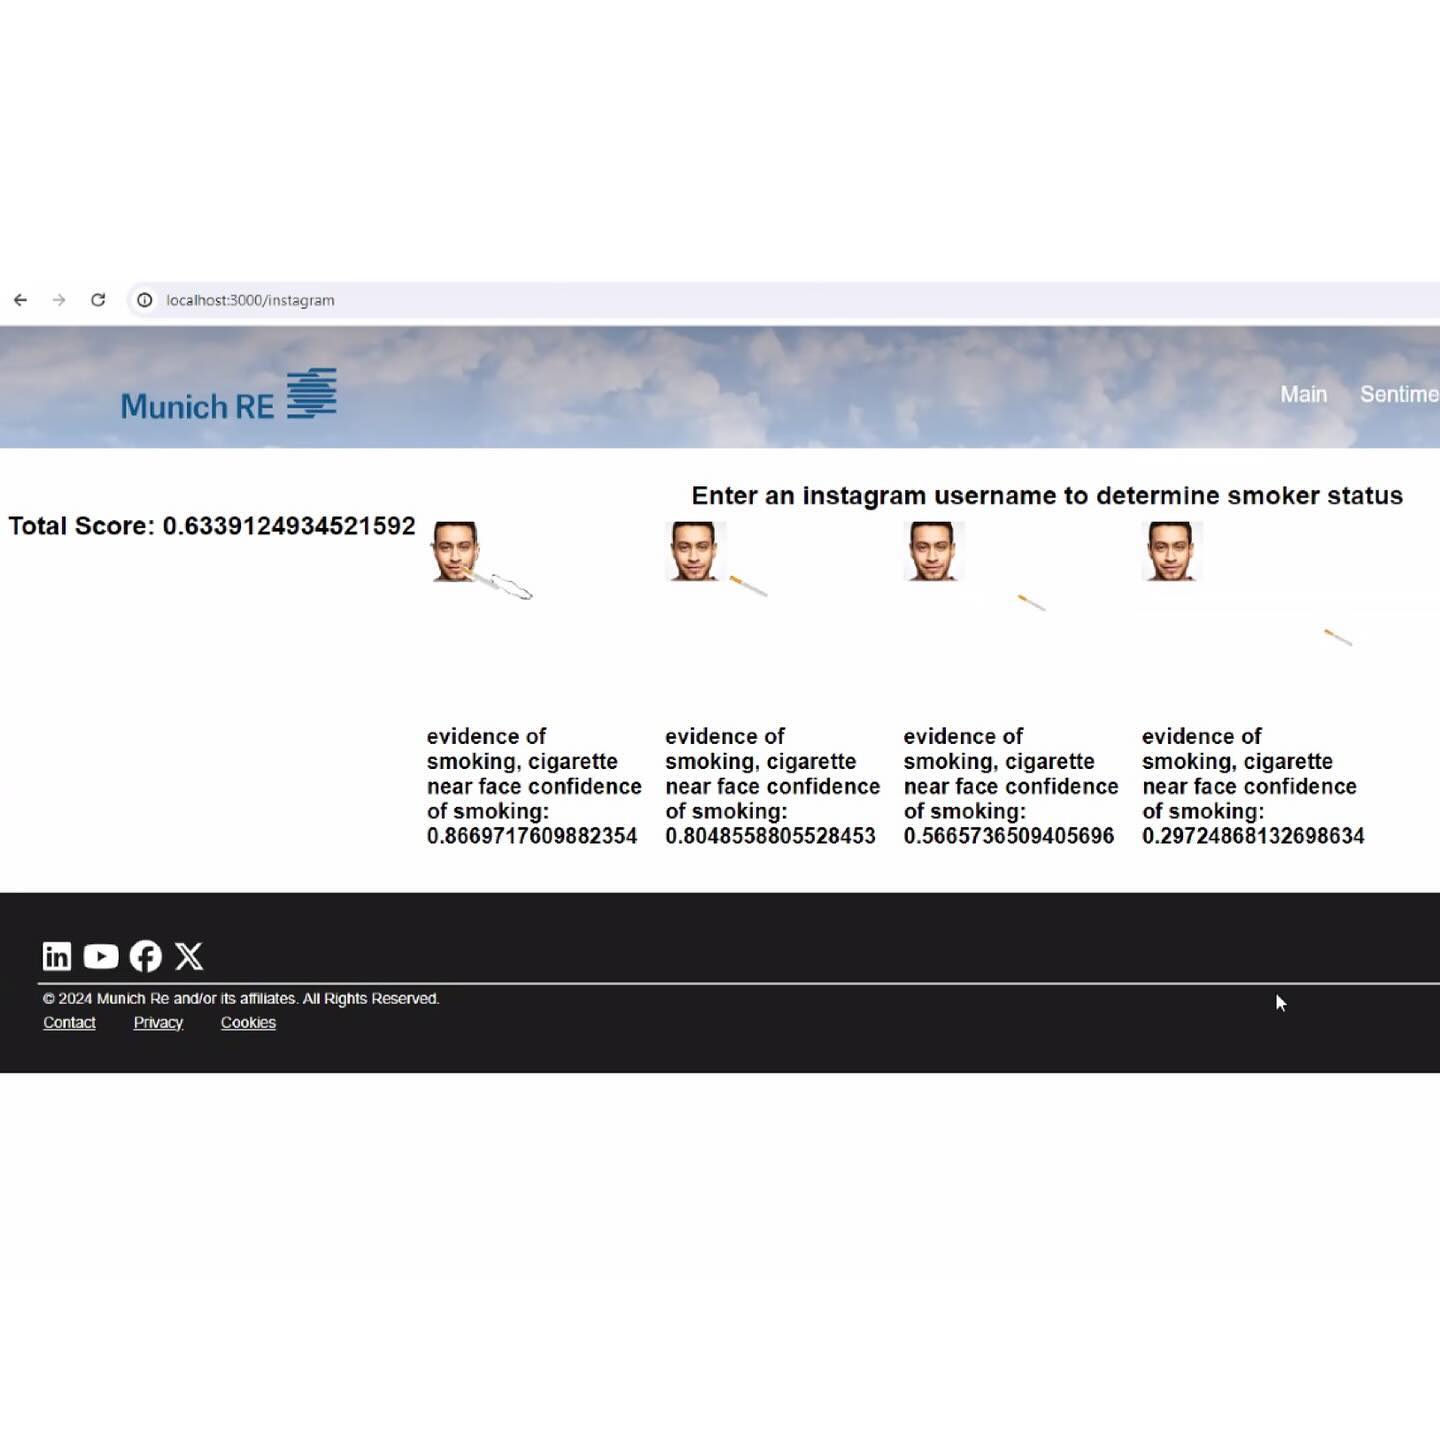 localhost:3000/instagram
Munich RE
Main Sentime
Enter an instagram username to determine smoker status
Total Score: 0.6339124934521592
evidence of
smoking, cigarette
near face confidence
of smoking:
0.8669717609882354
evidence of
smoking, cigarette
near face confidence
of smoking:
0.8048558805528453
evidence of
smoking, cigarette
near face confidence
of smoking:
0.5665736509405696
evidence of
smoking, cigarette
near face confidence
of smoking:
0.29724868132698634
© 2024 Munich Re and/or its affiliates. All Rights Reserved.
Contact Privacy Cookies